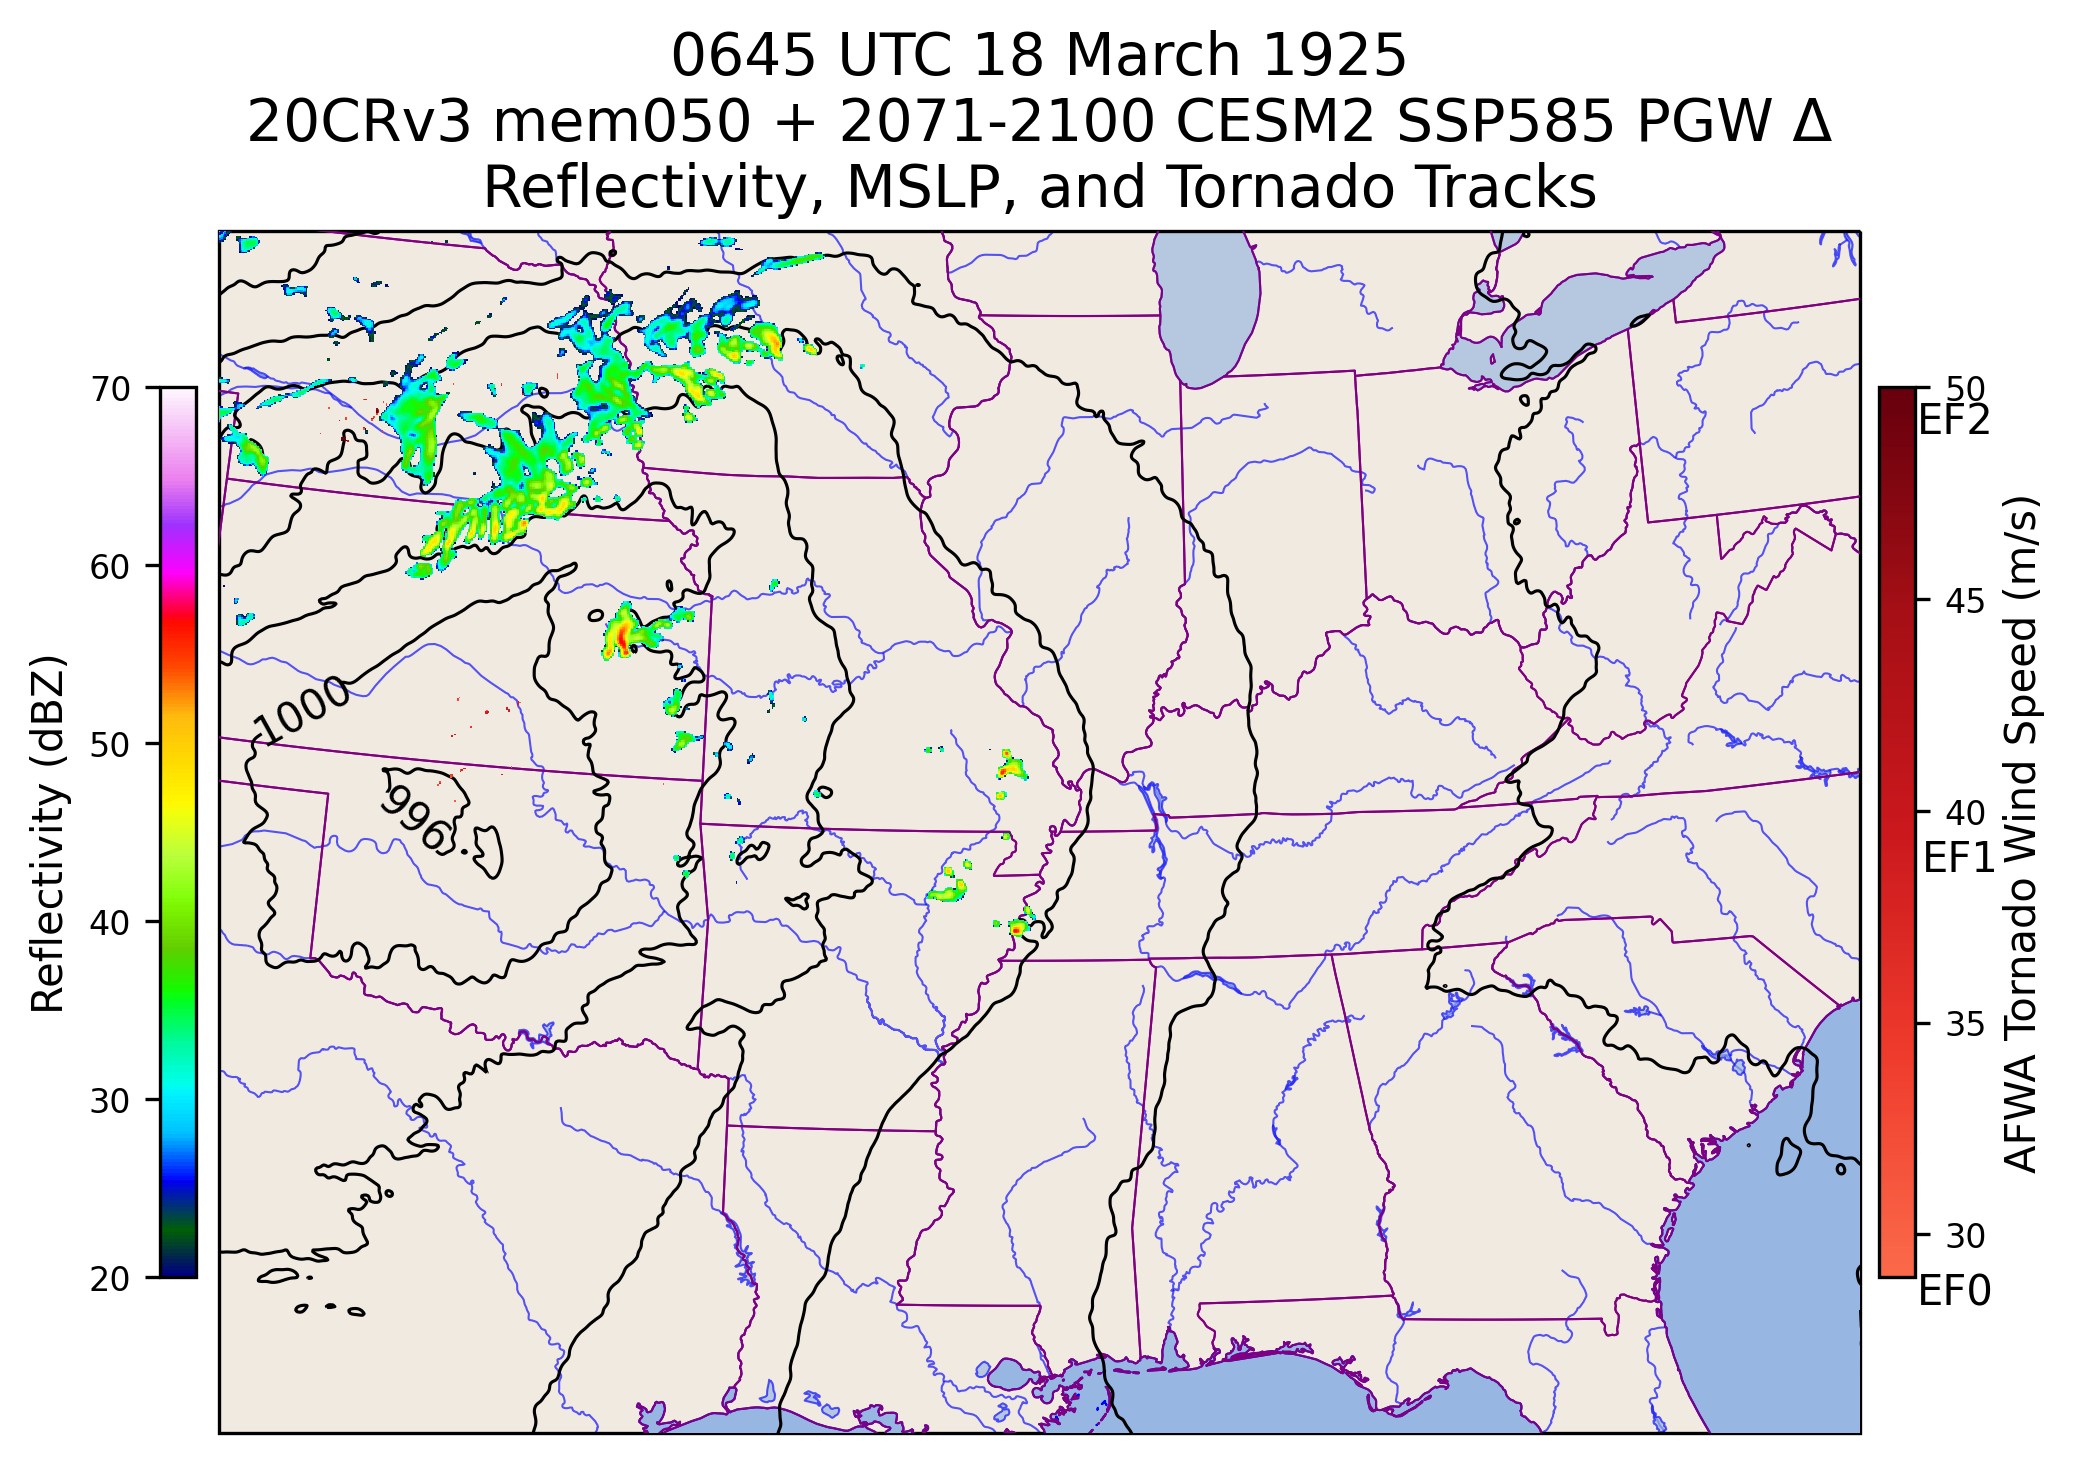 0645 UTC 18 March 1925
20CRv3 mem050 + 2071-2100 CESM2 SSP585 PGW Δ
Reflectivity, MSLP, and Tornado Tracks
70
60
50
40
30
20
Reflectivity (dBZ)
1000
996
50
EF2
45
40
EF1
35
30
EF0
AFWA Tornado Wind Speed (m/s)